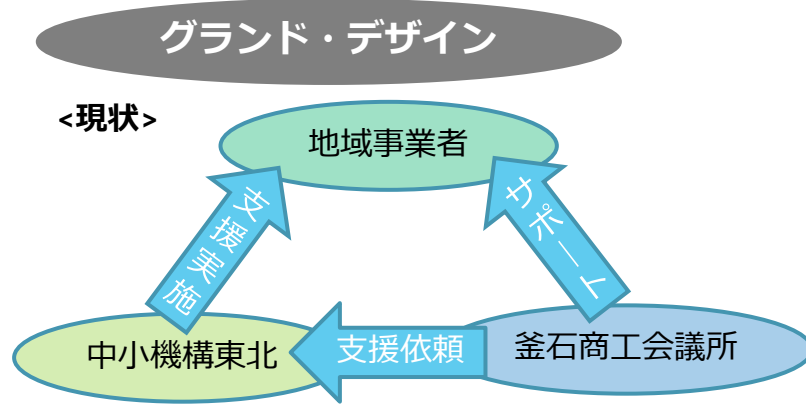 グランド・デザイン
<現状>
地域事業者
支援実施
サポート
中小機構東北
支援依頼
釜石商工会議所